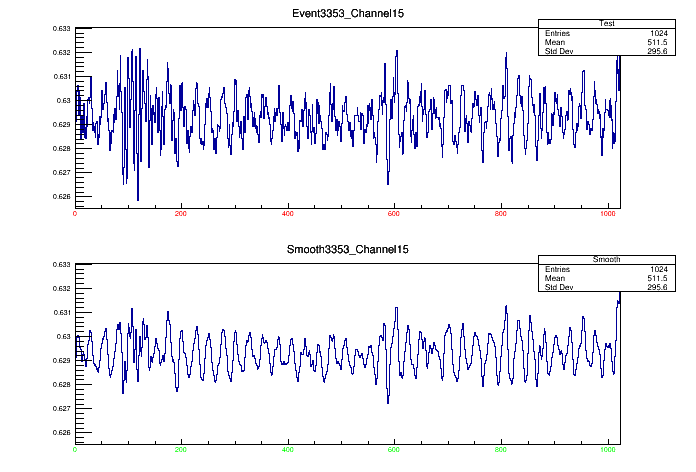 Event3353_Channel15
Test
Entries 1024
Mean 511.5
Std Dev 295.6
0.633
0.632
0.631
0.63
0.629
0.628
0.627
0.626
0 200 400 600 800 1000
Smooth3353_Channel15
Smooth
Entries 1024
Mean 511.5
Std Dev 295.6
0.633
0.632
0.631
0.63
0.629
0.628
0.627
0.626
0 200 400 600 800 1000